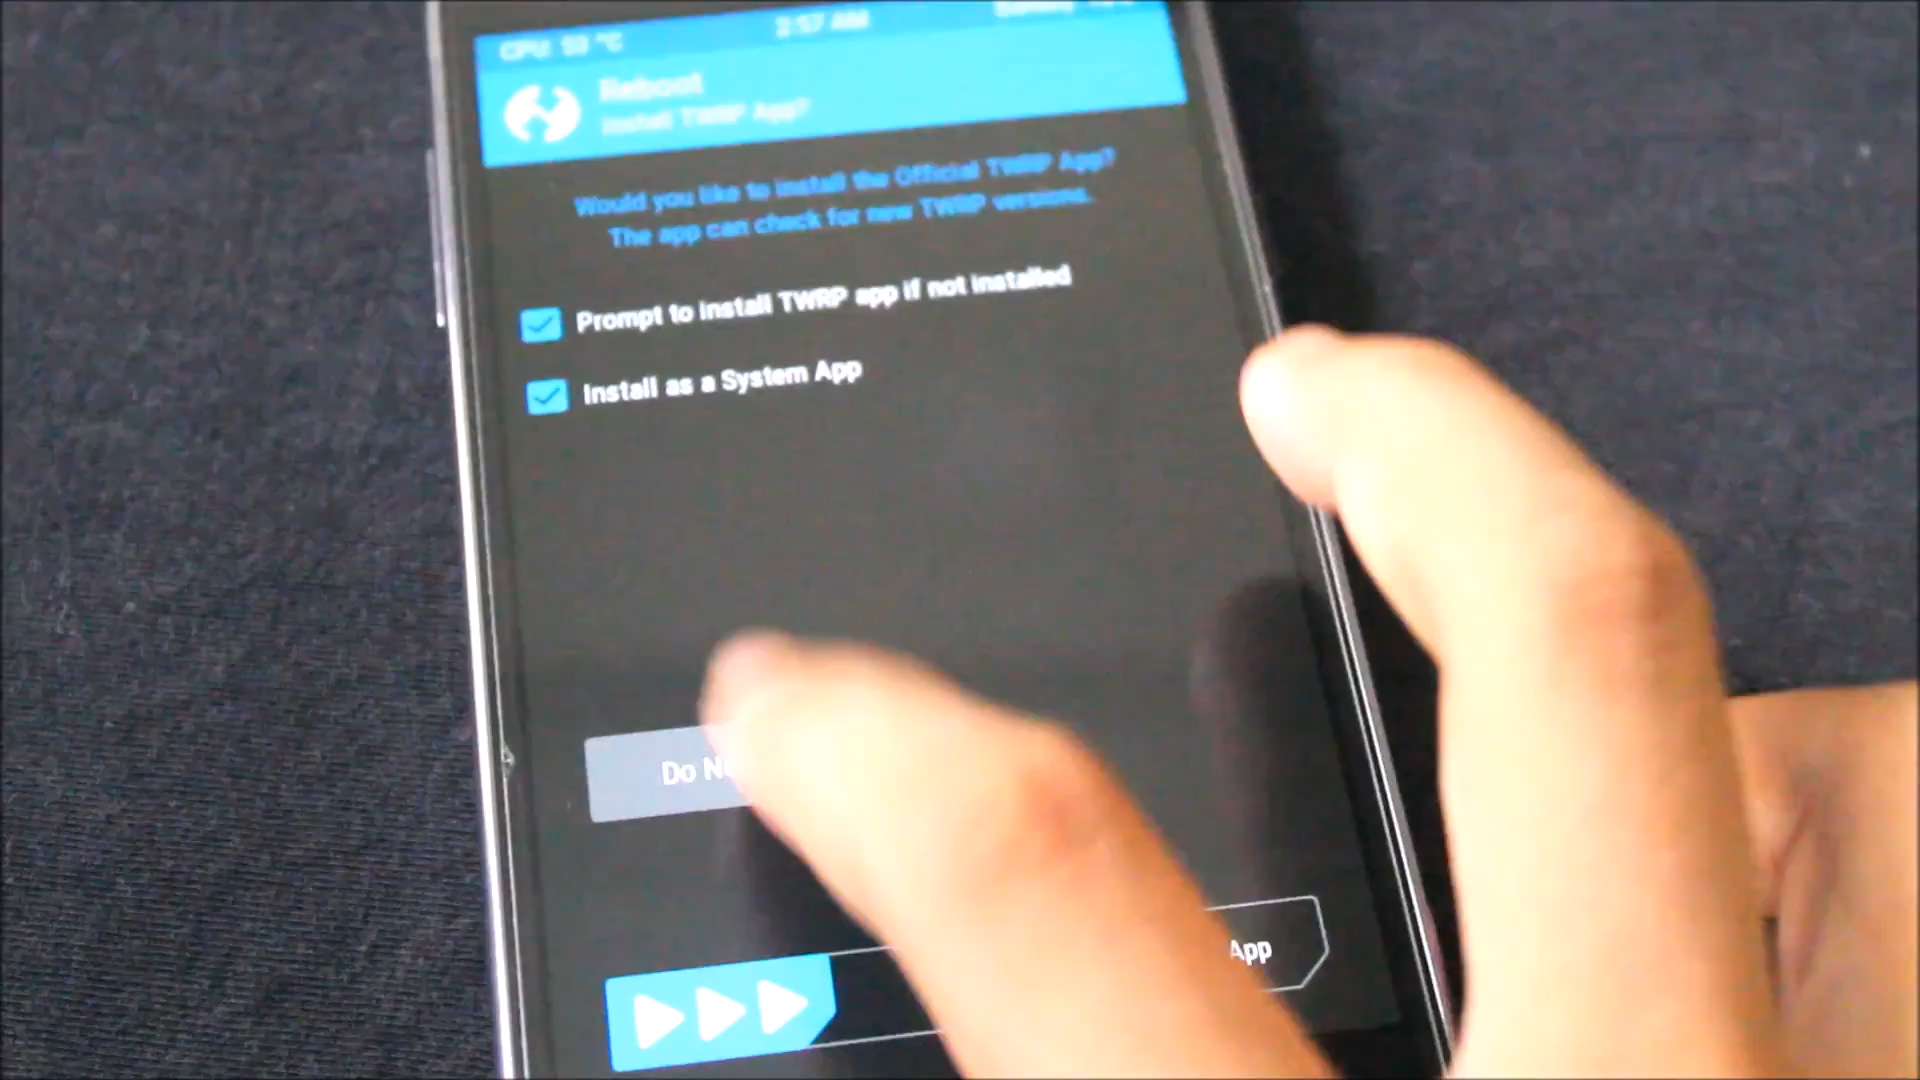 CPU: 59 °C
2:57 AM
Reboot
Install TWRP App?
Would you like to install the Official TWRP App?
The app can check for new TWRP versions.
Prompt to install TWRP app if not installed
Install as a System App
Do
App